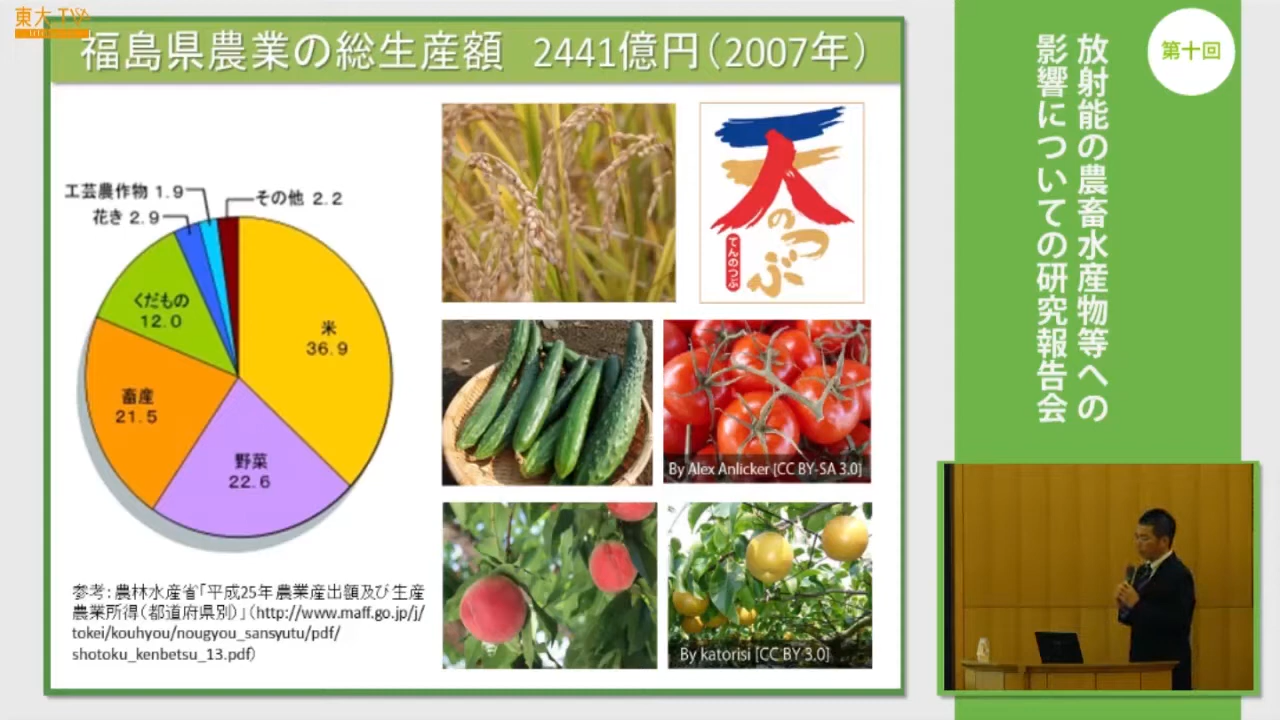 東大TV
福島県農業の総生産額 2441億円(2007年)
工芸農作物 1.9
その他 2.2
花き 2.9
くだもの
12.0
米
36.9
畜産
21.5
野菜
22.6
天のつぶ
てんのつぶ
By Alex Anlicker [CC BY-SA 3.0]
By katorisi [CC BY 3.0]
参考:農林水産省「平成25年農業産出額及び生産
農業所得(都道府県別)」(http://www.maff.go.jp/j/
tokei/kouhyou/nougyou_sansyutu/pdf/
shotoku_kenbetsu_13.pdf)
第十回
放射能の農畜水産物等への
影響についての研究報告会